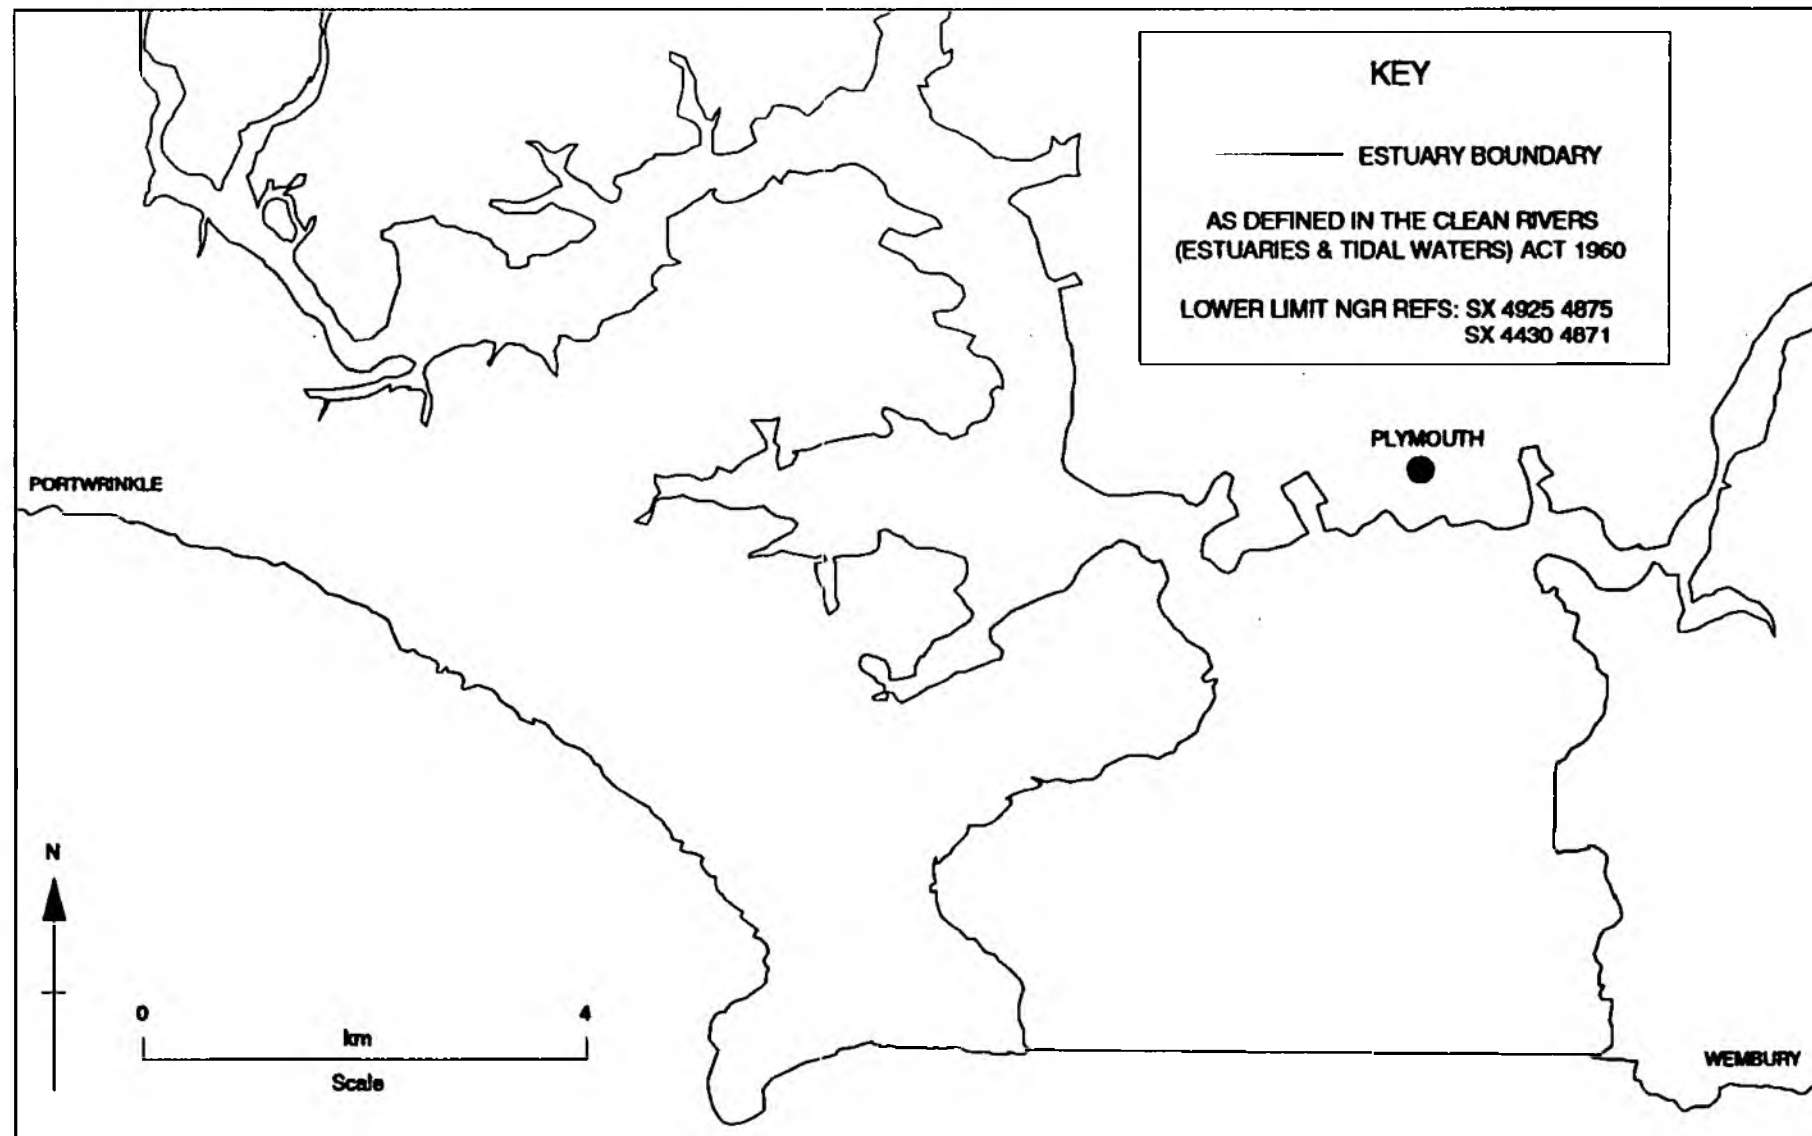 KEY
ESTUARY BOUNDARY
AS DEFINED IN THE CLEAN RIVERS
(ESTUARIES & TIDAL WATERS) ACT 1960
LOWER LIMIT NGR REFS: SX 4925 4875
SX 4430 4871
PLYMOUTH
PORTWRINKLE
N
0 4
km
Scale
WEMBURY